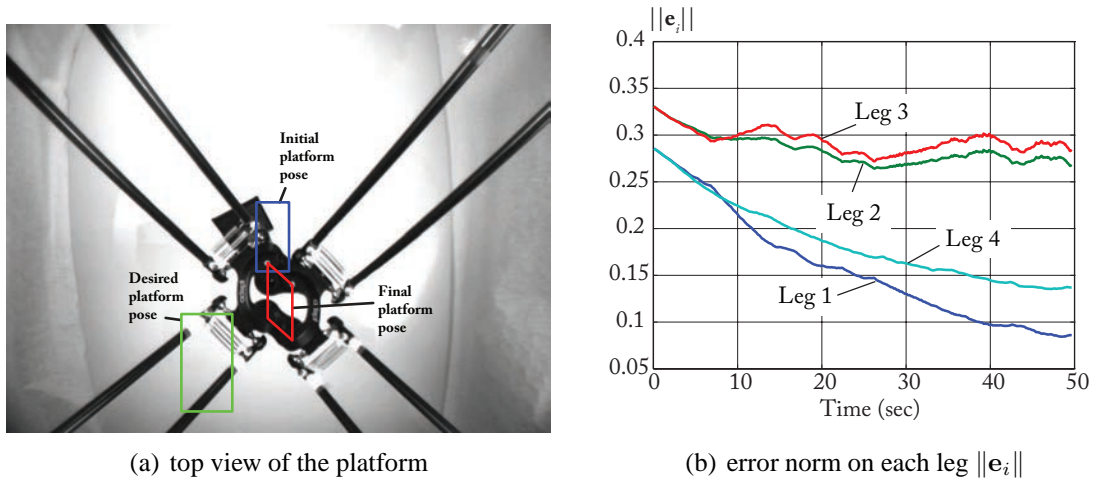 Initial
platform
pose
Desired
platform
pose
Final
platform
pose
(a) top view of the platform
||e_i||
0.4
0.3
0.25
0.2
0.15
0.1
0.05
0 10 20 30 40 50
Time (sec)
Leg 3
Leg 2
Leg 4
Leg 1
(b) error norm on each leg ‖e_i‖